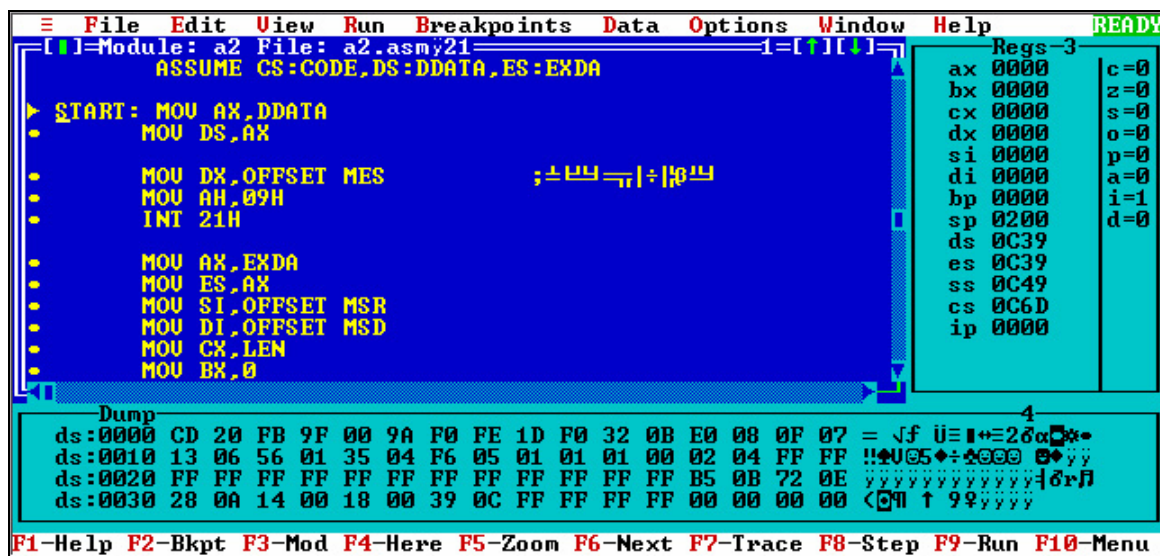 ≡ File Edit View Run Breakpoints Data Options Window Help READY
[▮]=Module: a2 File: a2.asmÿ21 1=[↑][↓]
ASSUME CS:CODE,DS:DDATA,ES:EXDA
START: MOV AX,DDATA
MOV DS,AX
MOV DX,OFFSET MES ;
MOV AH,09H
INT 21H
MOV AX,EXDA
MOV ES,AX
MOV SI,OFFSET MSR
MOV DI,OFFSET MSD
MOV CX,LEN
MOV BX,0
Regs 3
ax 0000 c=0
bx 0000 z=0
cx 0000 s=0
dx 0000 o=0
si 0000 p=0
di 0000 a=0
bp 0000 i=1
sp 0200 d=0
ds 0C39
es 0C39
ss 0C49
cs 0C6D
ip 0000
Dump 4
ds:0000 CD 20 FB 9F 00 9A F0 FE 1D F0 32 0B E0 08 0F 07
ds:0010 13 06 56 01 35 04 F6 05 01 01 01 00 02 04 FF FF
ds:0020 FF FF FF FF FF FF FF FF FF FF FF FF B5 0B 72 0E
ds:0030 28 0A 14 00 18 00 39 0C FF FF FF FF 00 00 00 00
F1-Help F2-Bkpt F3-Mod F4-Here F5-Zoom F6-Next F7-Trace F8-Step F9-Run F10-Menu